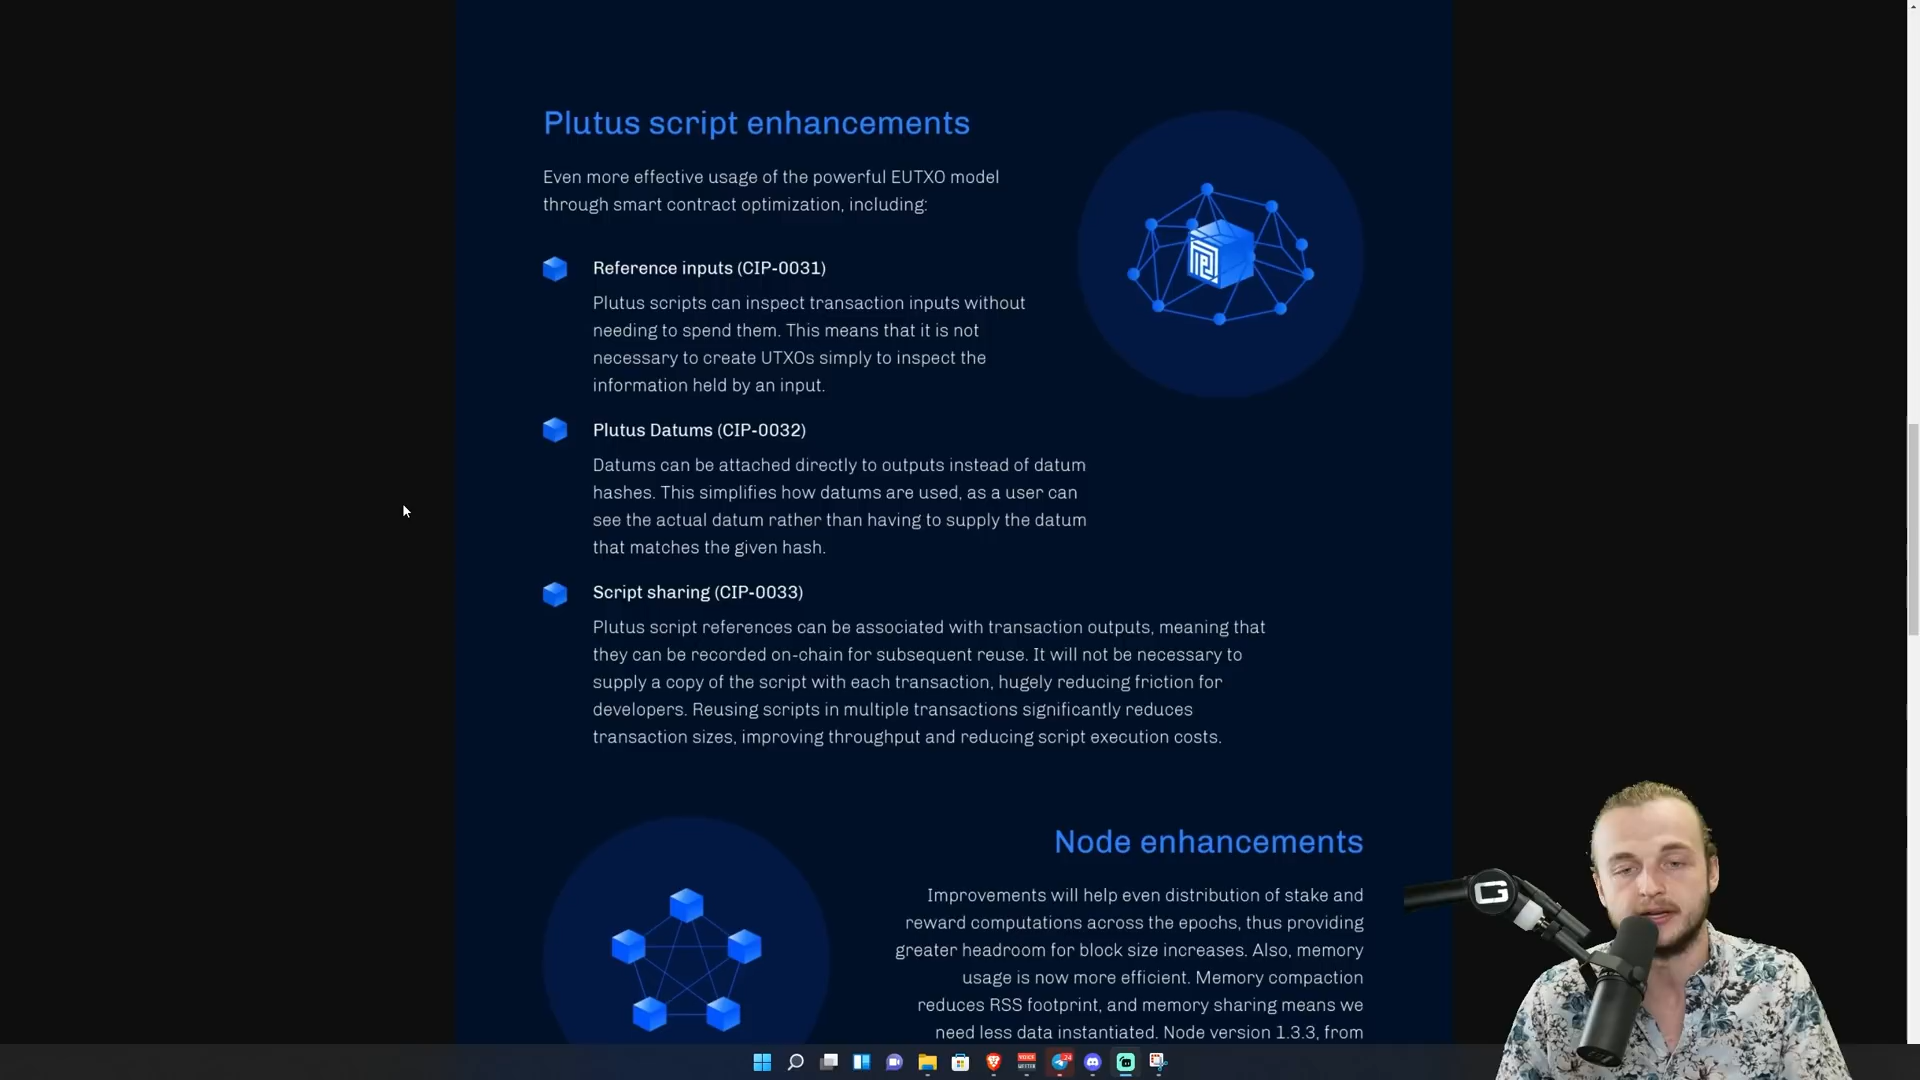 Plutus script enhancements
Even more effective usage of the powerful EUTXO model
through smart contract optimization, including:
Reference inputs (CIP-0031)
Plutus scripts can inspect transaction inputs without
needing to spend them. This means that it is not
necessary to create UTXOs simply to inspect the
information held by an input.
Plutus Datums (CIP-0032)
Datums can be attached directly to outputs instead of datum
hashes. This simplifies how datums are used, as a user can
see the actual datum rather than having to supply the datum
that matches the given hash.
Script sharing (CIP-0033)
Plutus script references can be associated with transaction outputs, meaning that
they can be recorded on-chain for subsequent reuse. It will not be necessary to
supply a copy of the script with each transaction, hugely reducing friction for
developers. Reusing scripts in multiple transactions significantly reduces
transaction sizes, improving throughput and reducing script execution costs.
Node enhancements
Improvements will help even distribution of stake and
reward computations across the epochs, thus providing
greater headroom for block size increases. Also, memory
usage is now more efficient. Memory compaction
reduces RSS footprint, and memory sharing means we
need less data instantiated. Node version 1.3.3, from
G
24